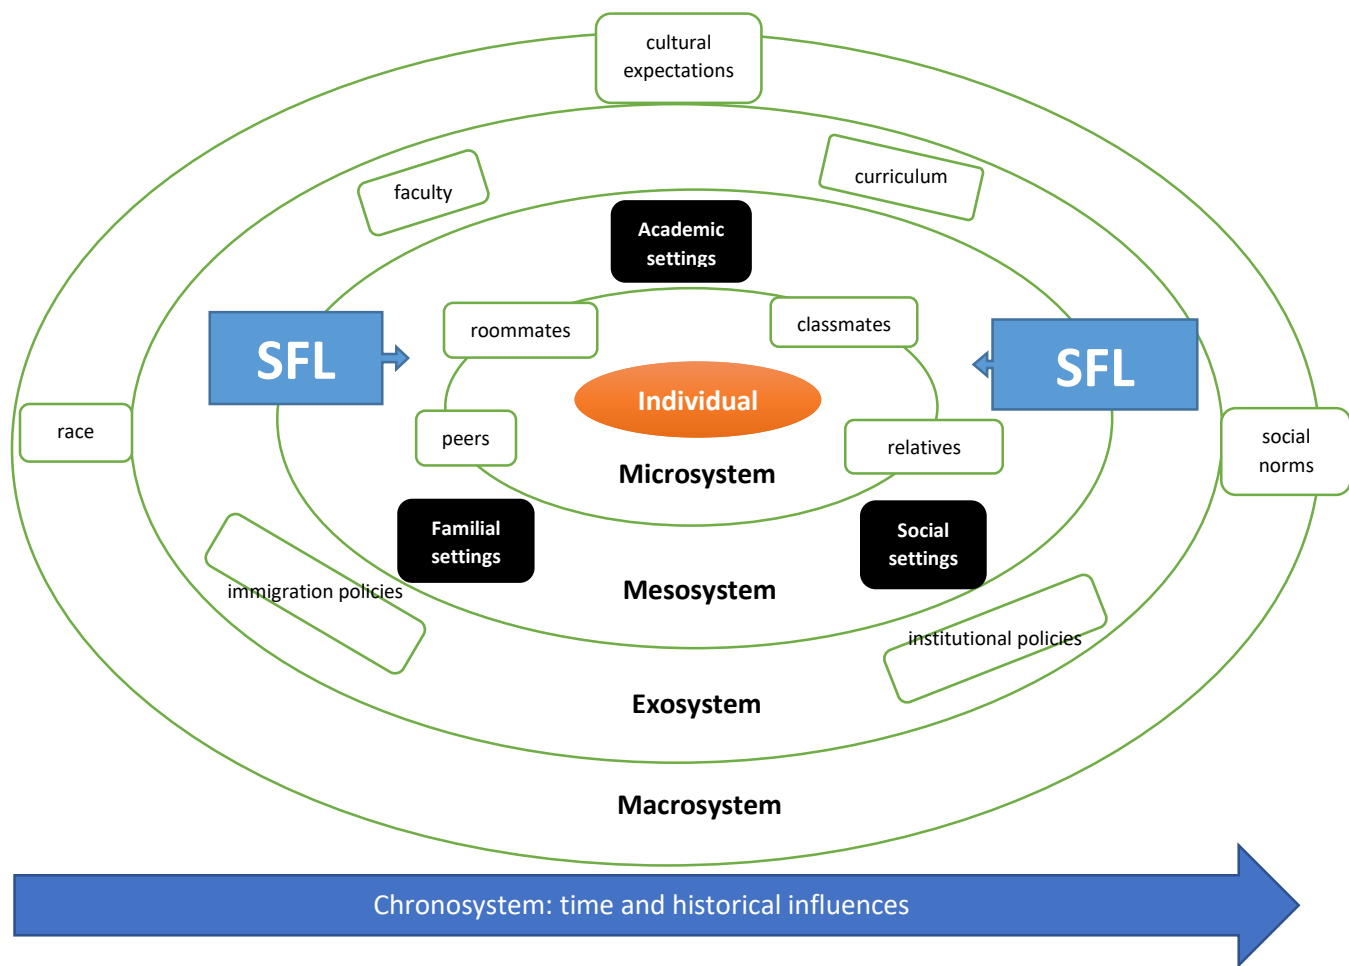 cultural
expectations
faculty
curriculum
Academic
settings
roommates
classmates
SFL
SFL
Individual
race
peers
relatives
social
norms
Microsystem
Familial
settings
Social
settings
immigration policies
Mesosystem
institutional policies
Exosystem
Macrosystem
Chronosystem: time and historical influences